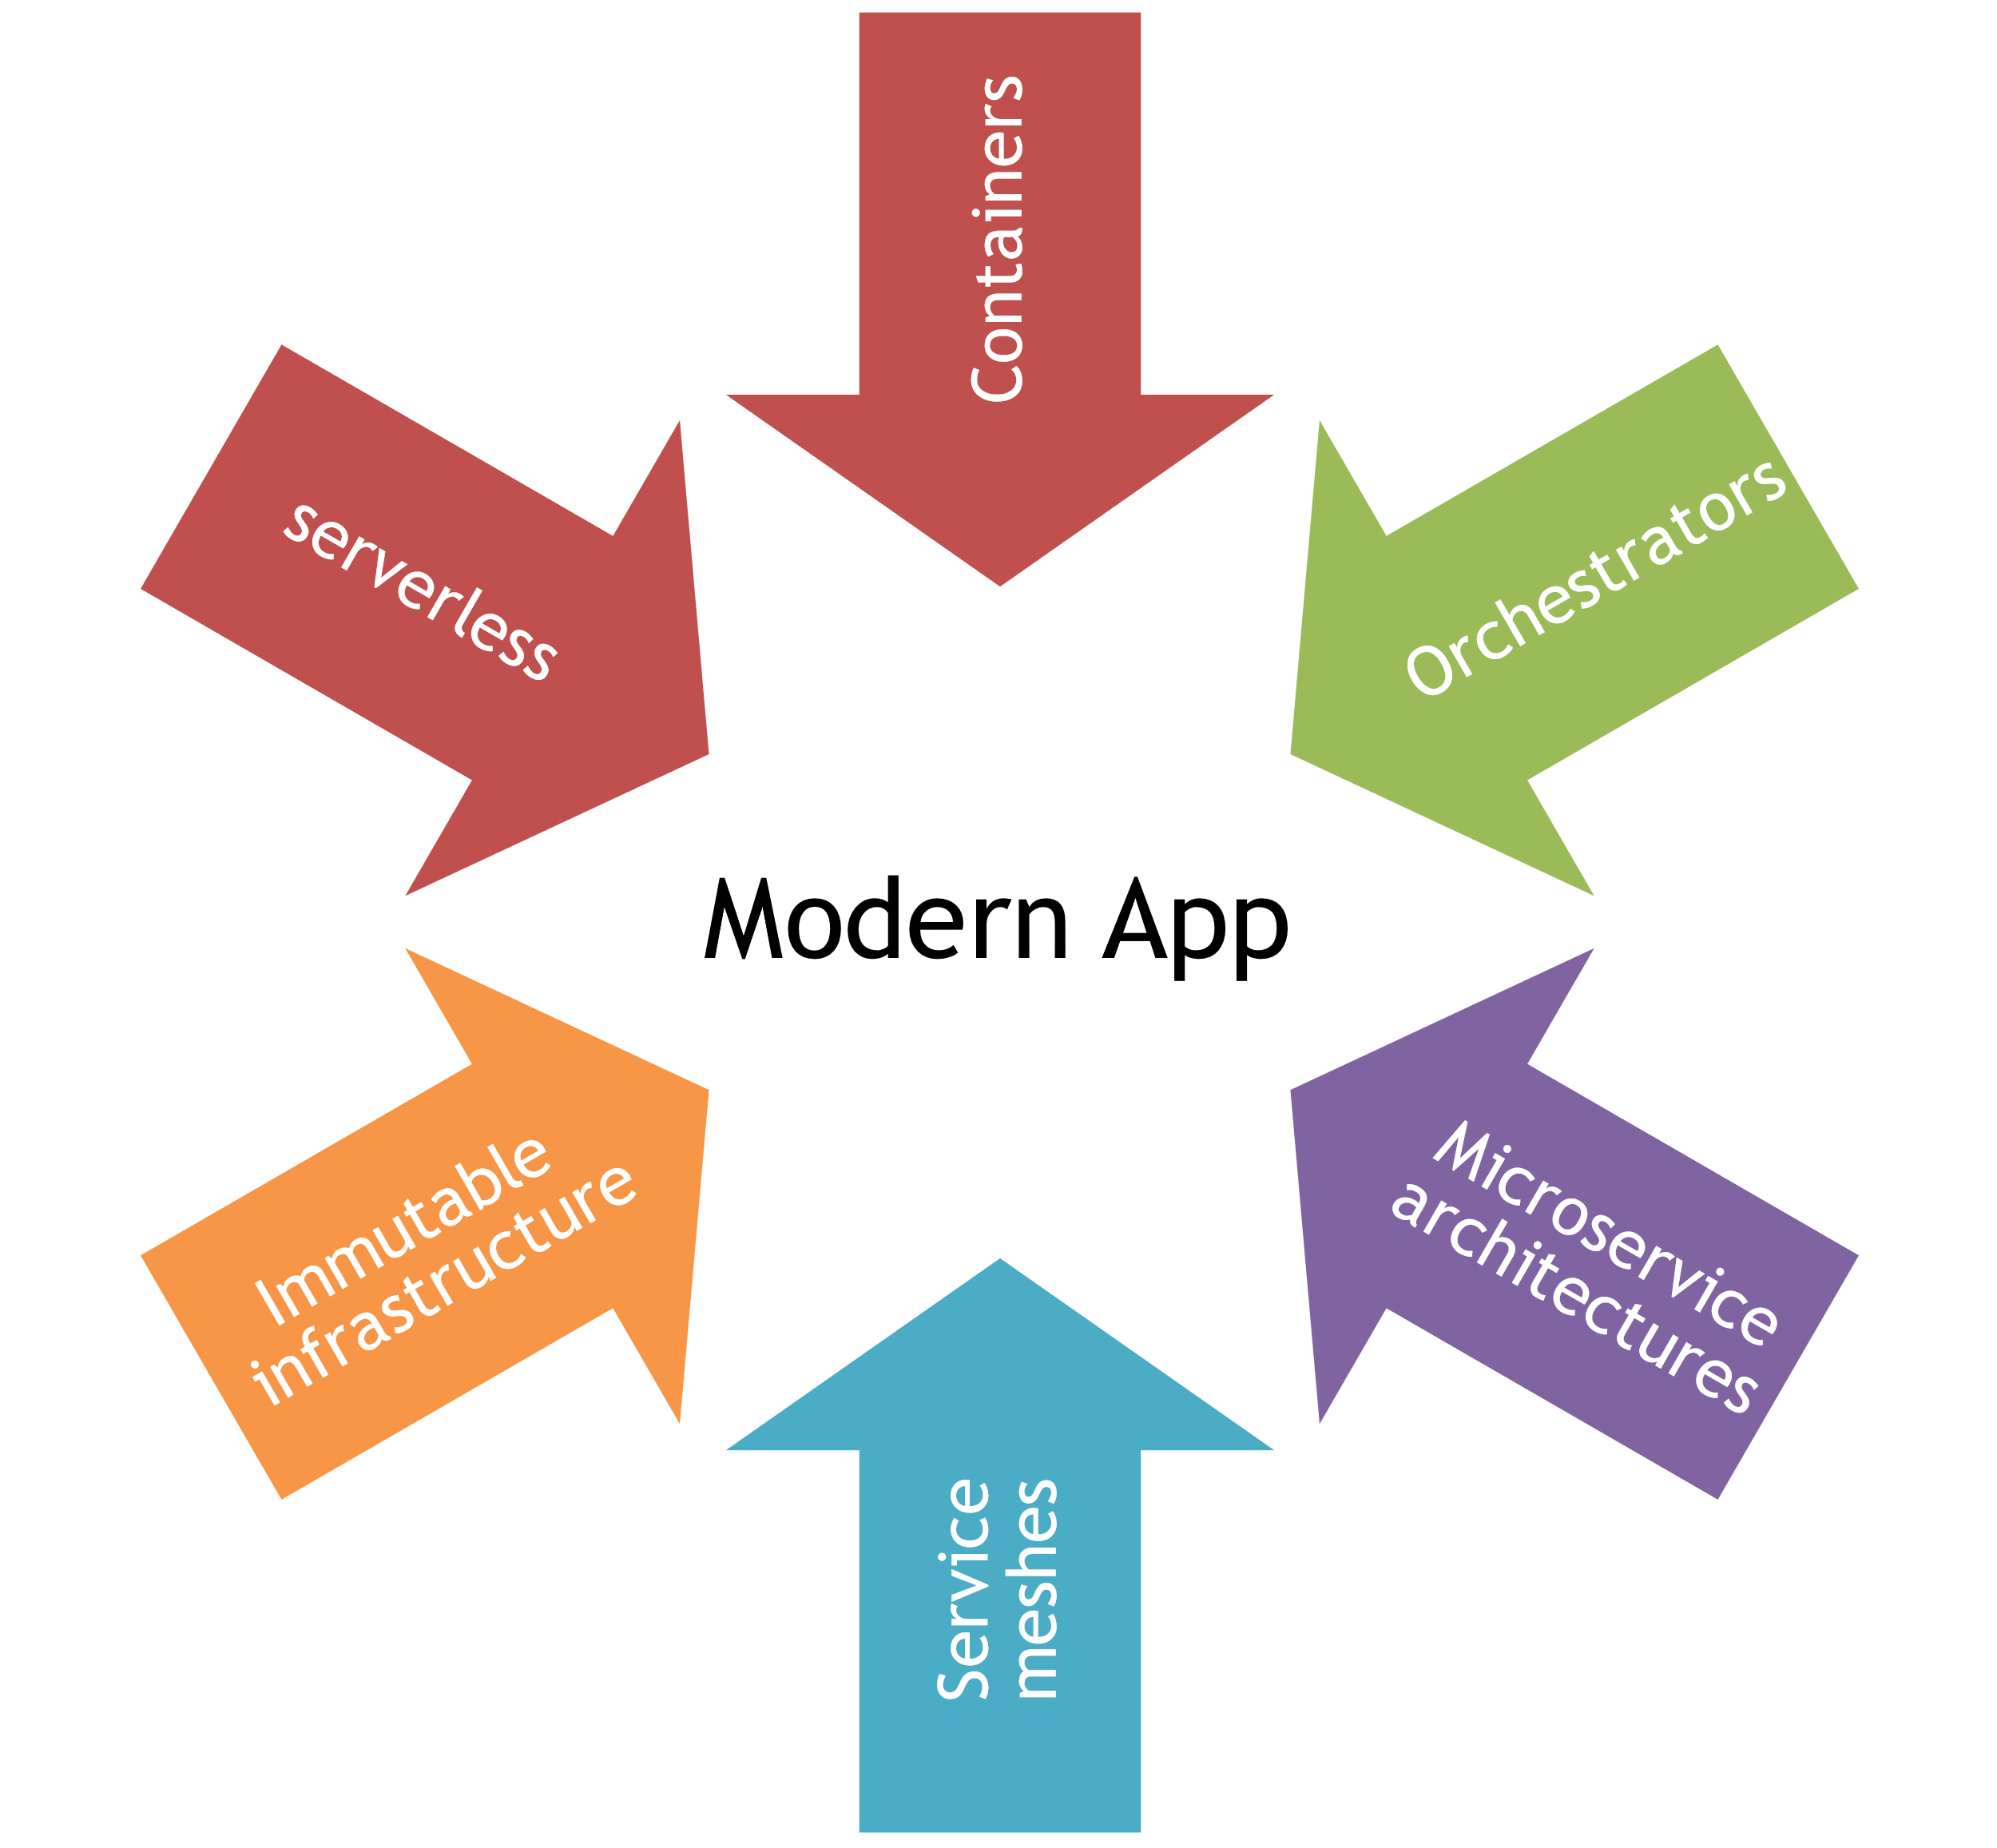 Containers
Orchestrators
Microservice
architectures
Service
meshes
Immutable
infrastructure
serverless
Modern App